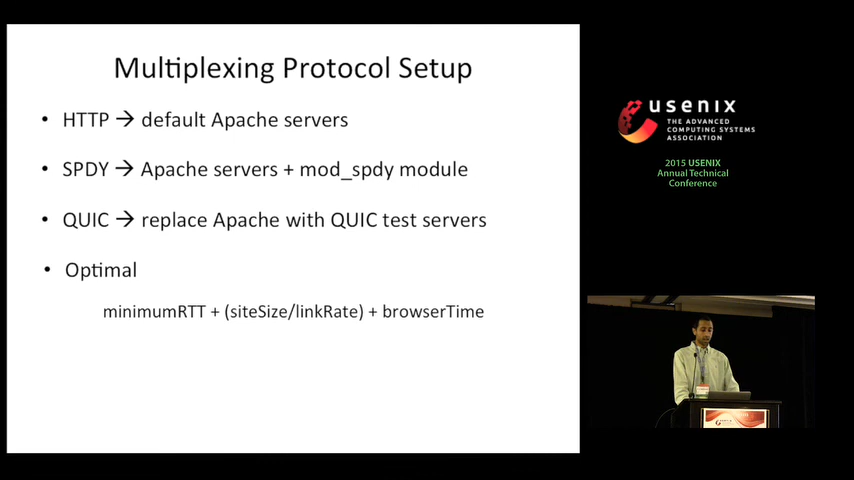 Multiplexing Protocol Setup
• HTTP → default Apache servers
• SPDY → Apache servers + mod_spdy module
• QUIC → replace Apache with QUIC test servers
• Optimal
minimumRTT + (siteSize/linkRate) + browserTime
usenix
THE ADVANCED
COMPUTING SYSTEMS
ASSOCIATION
2015 USENIX
Annual Technical
Conference